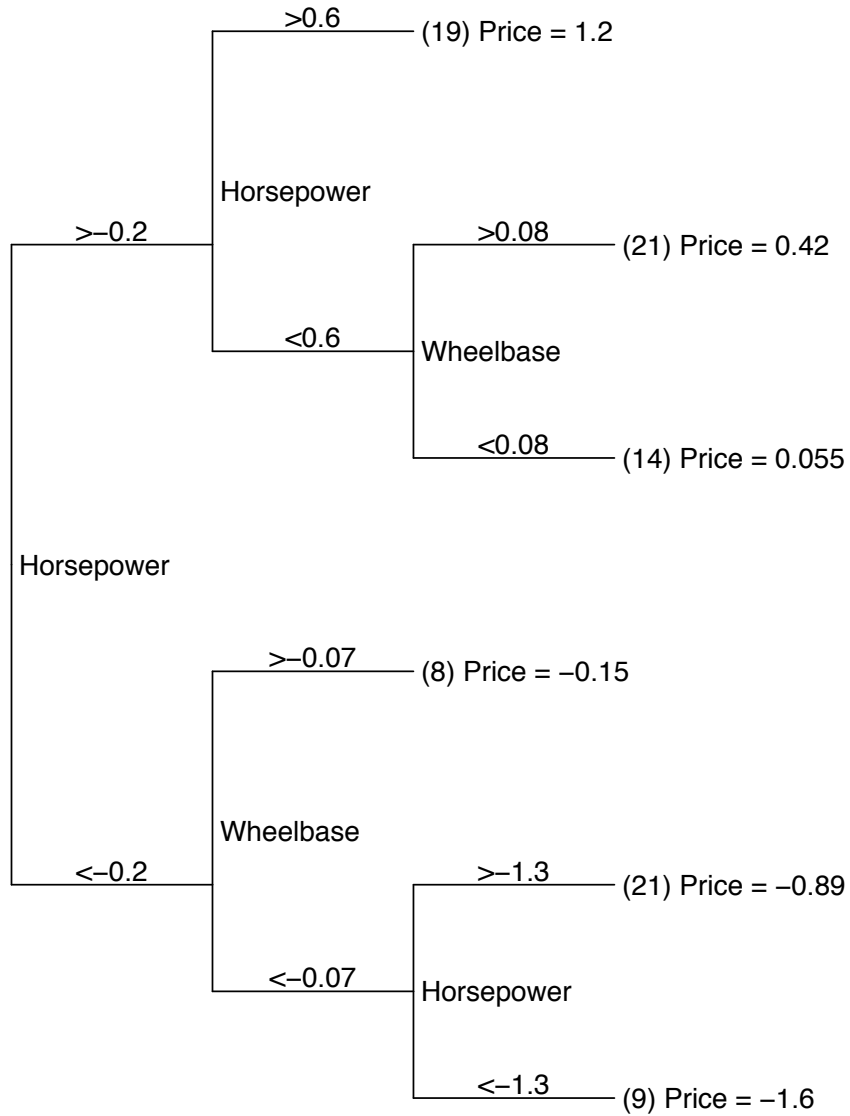 >0.6
(19) Price = 1.2
Horsepower
>−0.2
>0.08
(21) Price = 0.42
<0.6
Wheelbase
<0.08
(14) Price = 0.055
Horsepower
>−0.07
(8) Price = −0.15
Wheelbase
<−0.2
>−1.3
(21) Price = −0.89
<−0.07
Horsepower
<−1.3
(9) Price = −1.6